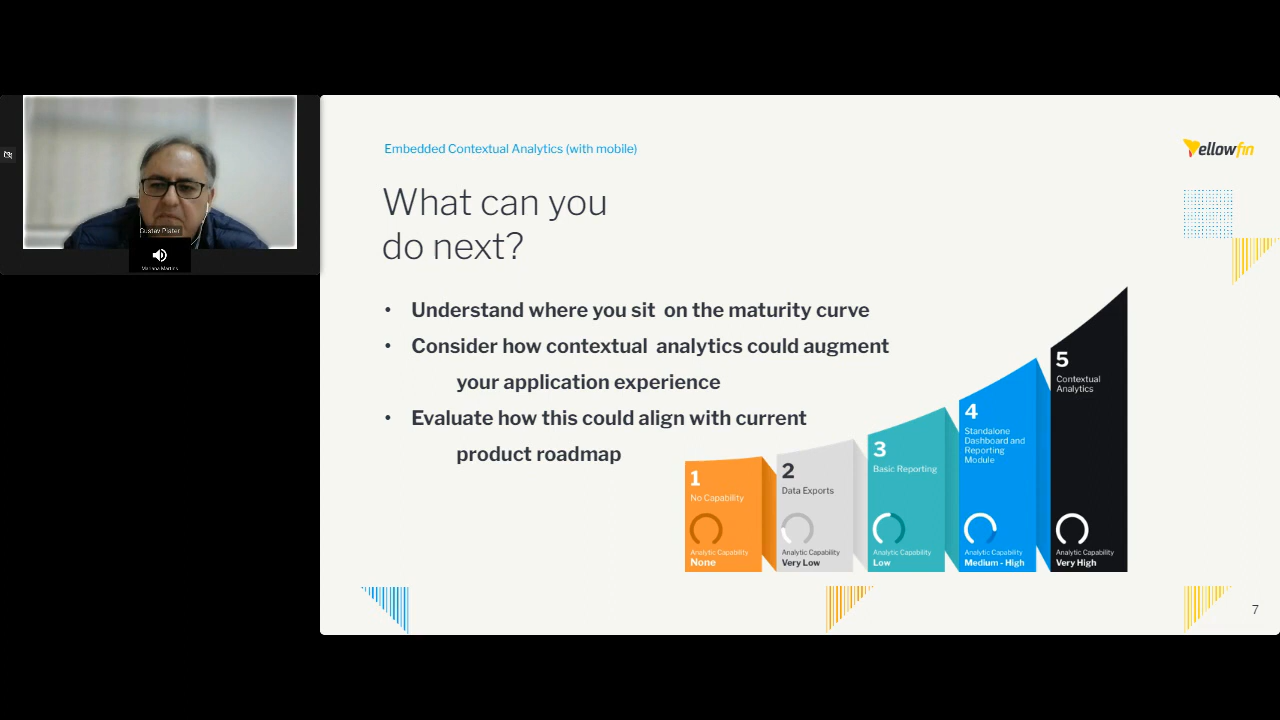 Gustav Plater
Embedded Contextual Analytics (with mobile)
Yellowfin
What can you
do next?
• Understand where you sit on the maturity curve
• Consider how contextual analytics could augment
your application experience
• Evaluate how this could align with current
product roadmap
1
No Capability
Analytic Capability
None
2
Data Exports
Analytic Capability
Very Low
3
Basic Reporting
Analytic Capability
Low
4
Standalone
Dashboard and
Reporting
Module
Analytic Capability
Medium - High
5
Contextual
Analytics
Analytic Capability
Very High
7